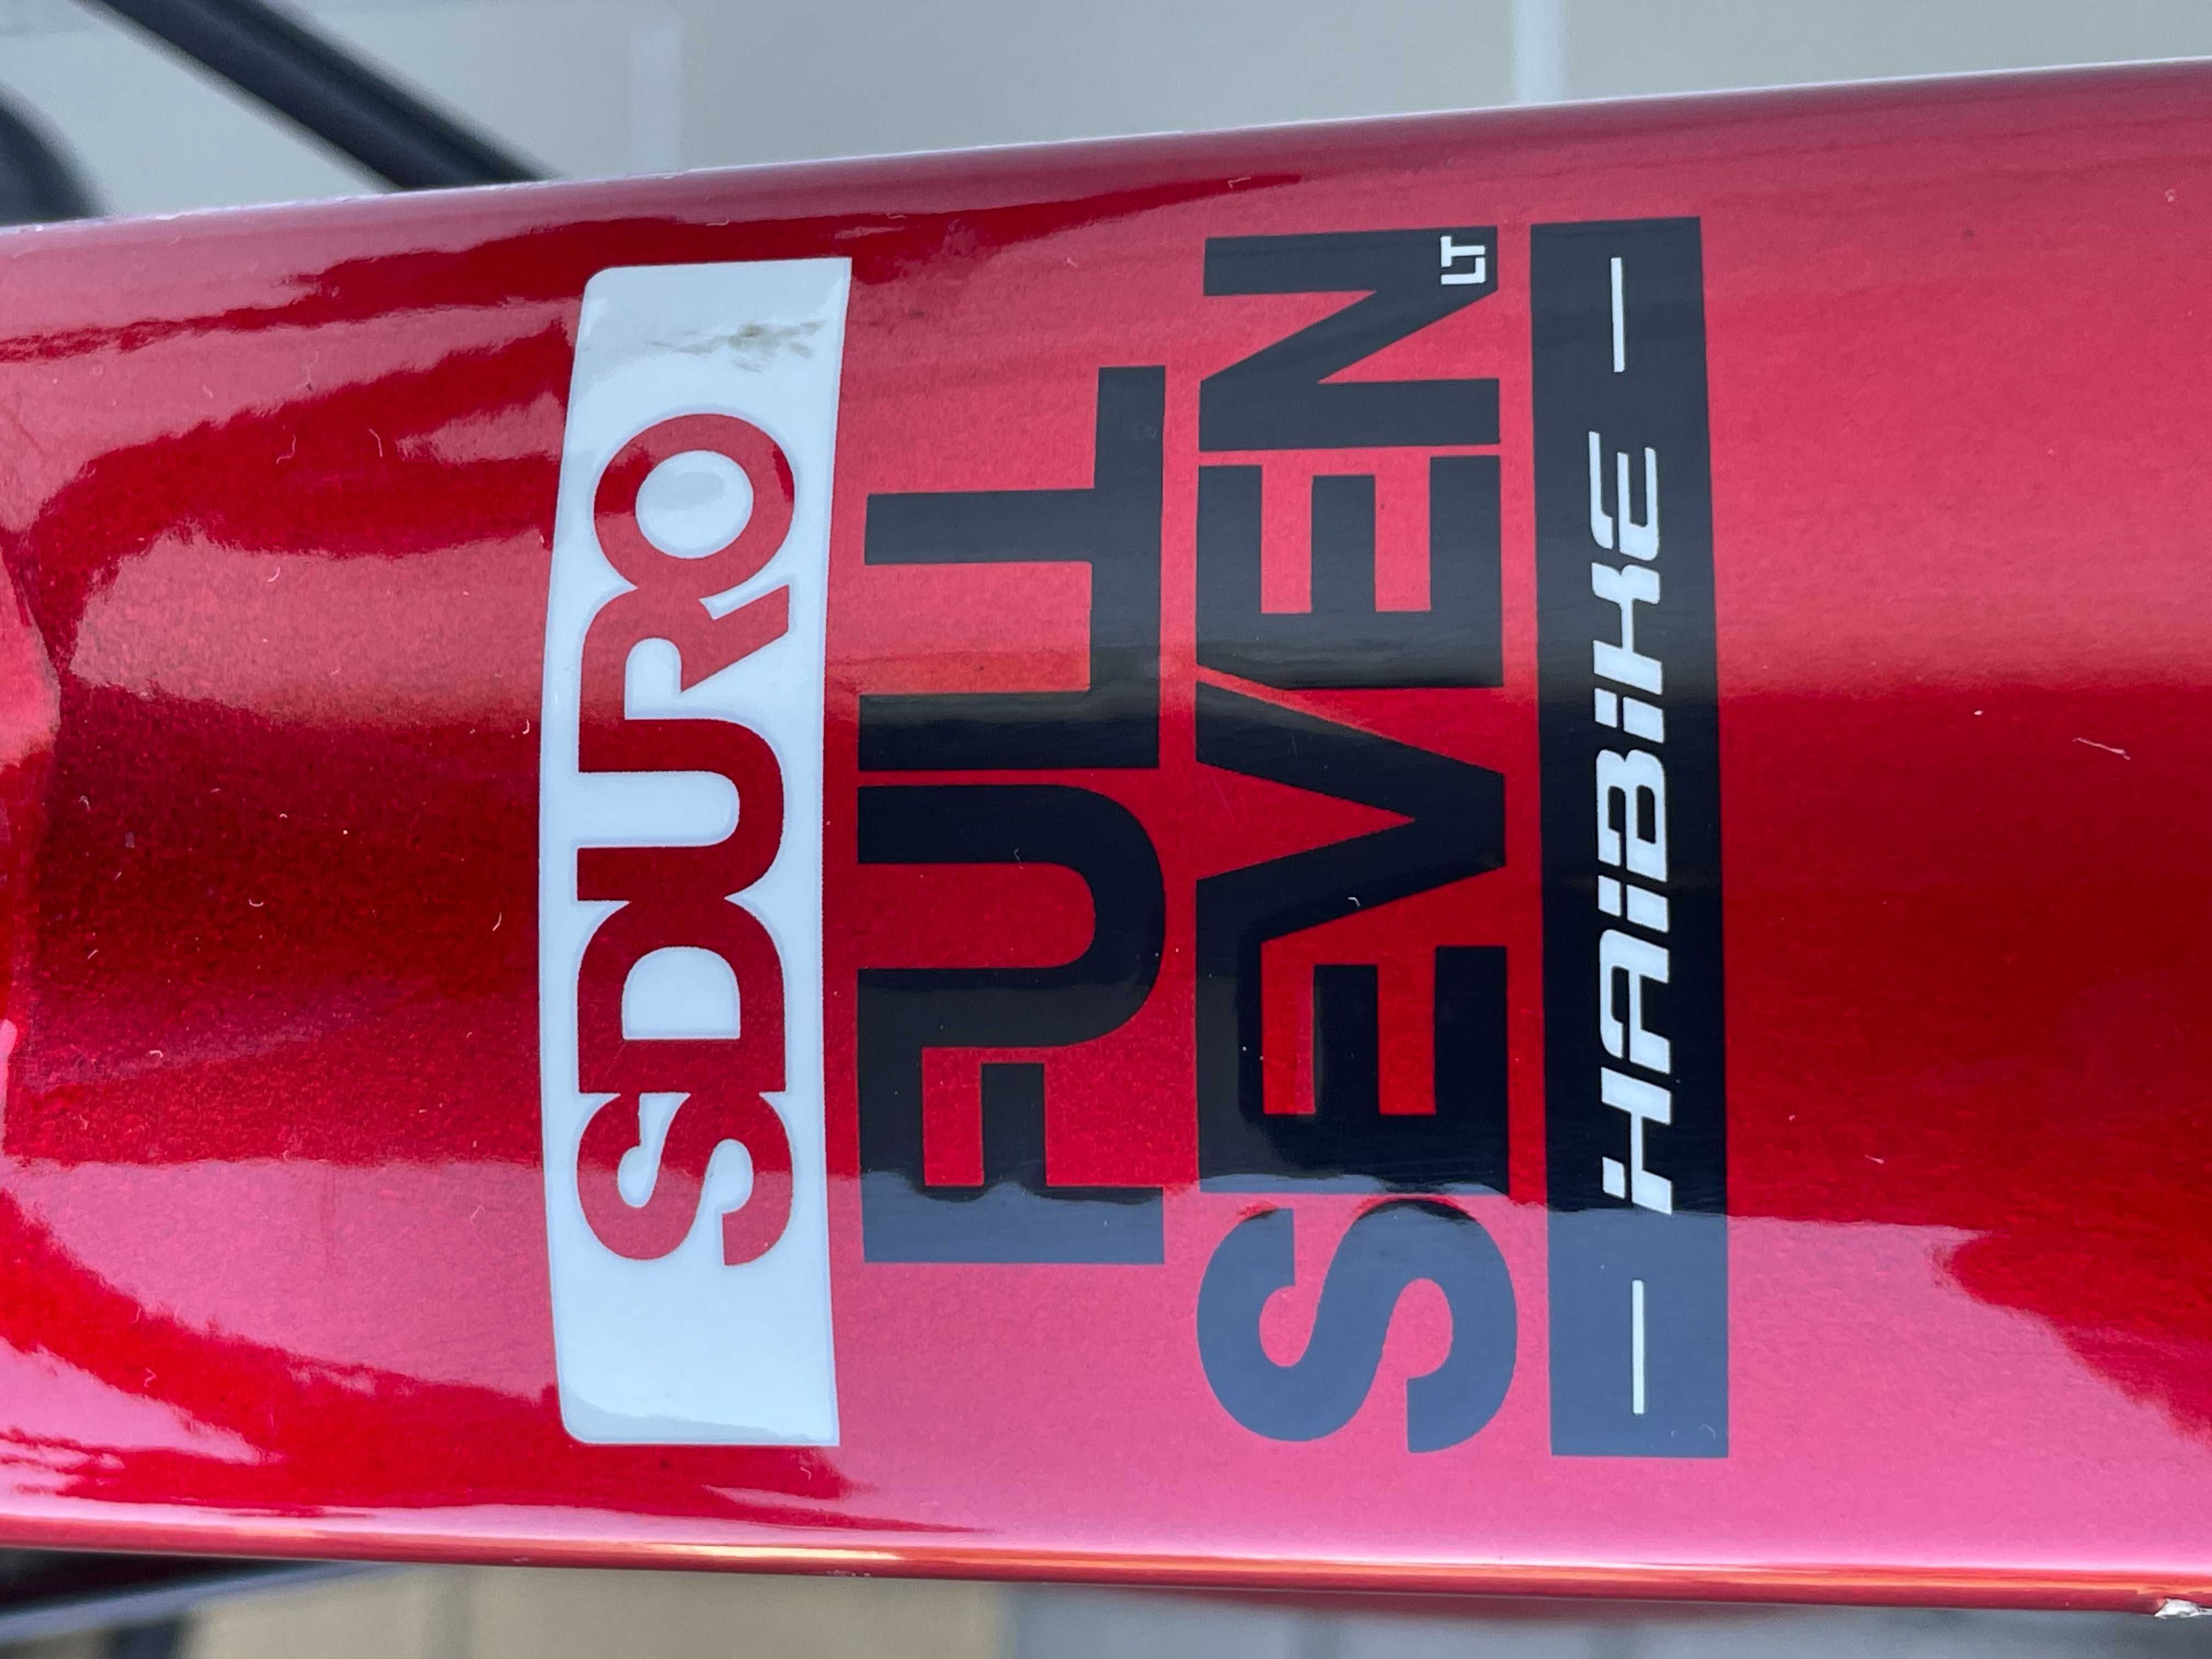 SDURO
FULL
SEVEN LT
— HAIBIKE —